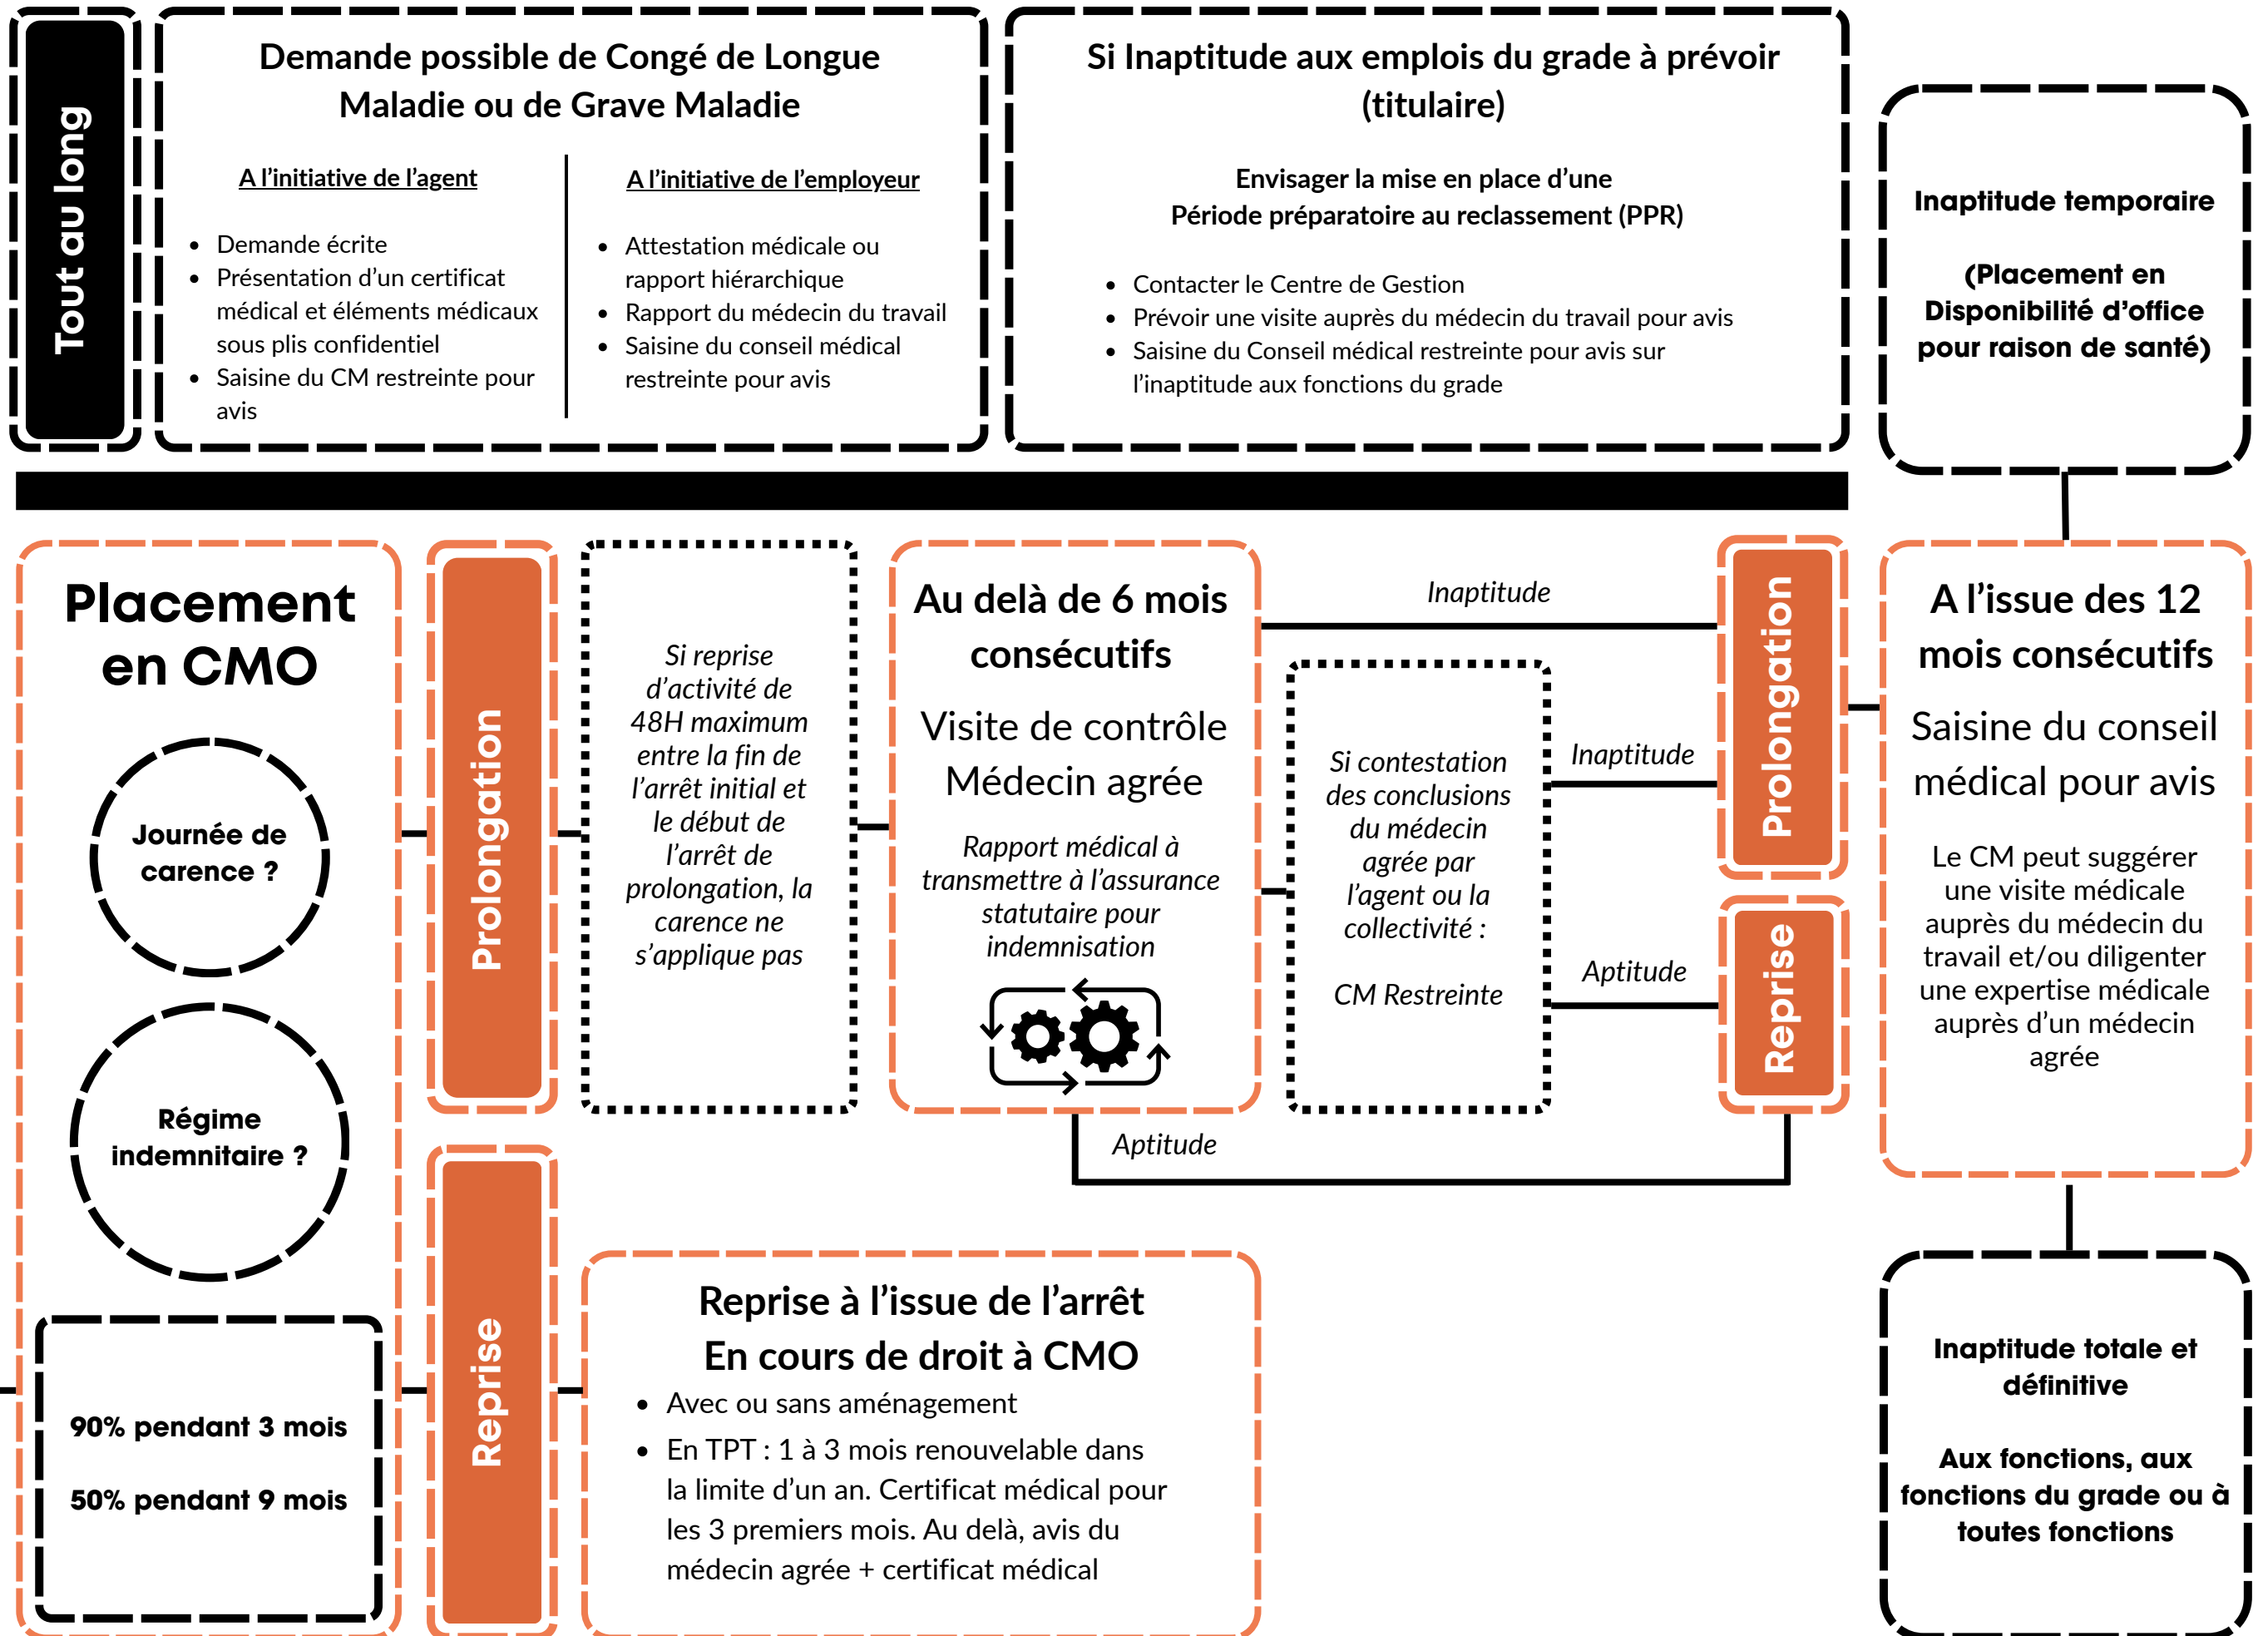 Tout au long
Demande possible de Congé de Longue
Maladie ou de Grave Maladie
A l’initiative de l’agent
Demande écrite
Présentation d’un certificat
médical et éléments médicaux
sous plis confidentiel
Saisine du CM restreinte pour
avis
A l’initiative de l’employeur
Attestation médicale ou
rapport hiérarchique
Rapport du médecin du travail
Saisine du conseil médical
restreinte pour avis
Si Inaptitude aux emplois du grade à prévoir
(titulaire)
Envisager la mise en place d’une
Période préparatoire au reclassement (PPR)
Contacter le Centre de Gestion
Prévoir une visite auprès du médecin du travail pour avis
Saisine du Conseil médical restreinte pour avis sur
l’inaptitude aux fonctions du grade
Inaptitude temporaire
(Placement en
Disponibilité d’office
pour raison de santé)
Placement
en CMO
Journée de
carence ?
Régime
indemnitaire ?
90% pendant 3 mois
50% pendant 9 mois
Prolongation
Si reprise
d’activité de
48H maximum
entre la fin de
l’arrêt initial et
le début de
l’arrêt de
prolongation, la
carence ne
s’applique pas
Au delà de 6 mois
consécutifs
Visite de contrôle
Médecin agrée
Rapport médical à
transmettre à l’assurance
statutaire pour
indemnisation
Inaptitude
Si contestation
des conclusions
du médecin
agrée par
l’agent ou la
collectivité :
CM Restreinte
Inaptitude
Aptitude
Aptitude
Prolongation
Reprise
A l’issue des 12
mois consécutifs
Saisine du conseil
médical pour avis
Le CM peut suggérer
une visite médicale
auprès du médecin du
travail et/ou diligenter
une expertise médicale
auprès d’un médecin
agrée
Reprise
Reprise à l’issue de l’arrêt
En cours de droit à CMO
Avec ou sans aménagement
En TPT : 1 à 3 mois renouvelable dans
la limite d’un an. Certificat médical pour
les 3 premiers mois. Au delà, avis du
médecin agrée + certificat médical
Inaptitude totale et
définitive
Aux fonctions, aux
fonctions du grade ou à
toutes fonctions